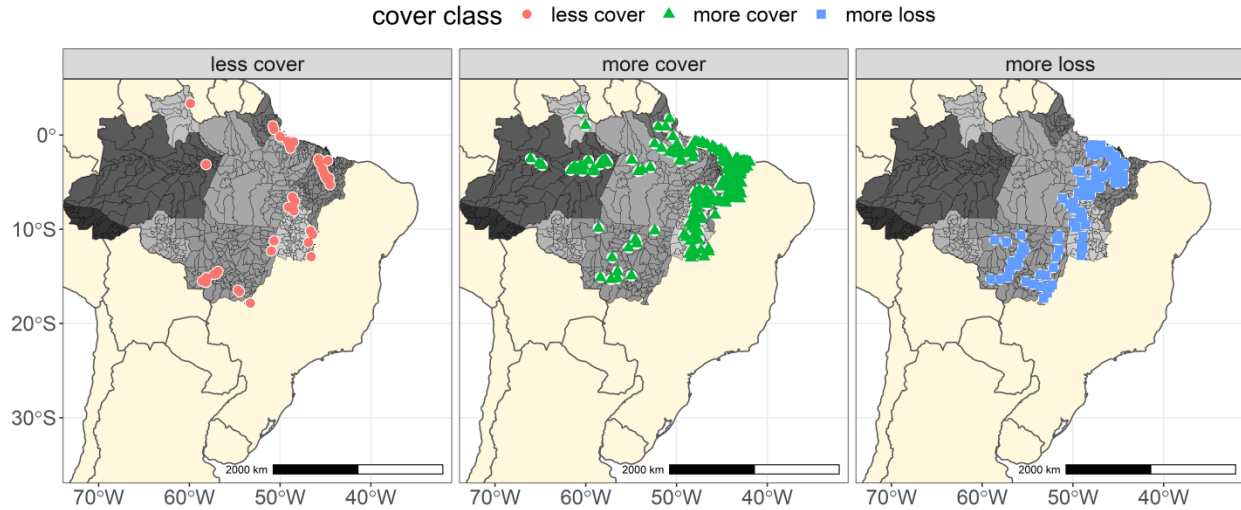 cover class less cover more cover more loss
less cover more cover more loss
0°
10°S
20°S
30°S
2000 km 2000 km 2000 km
70°W 60°W 50°W 40°W 70°W 60°W 50°W 40°W 70°W 60°W 50°W 40°W